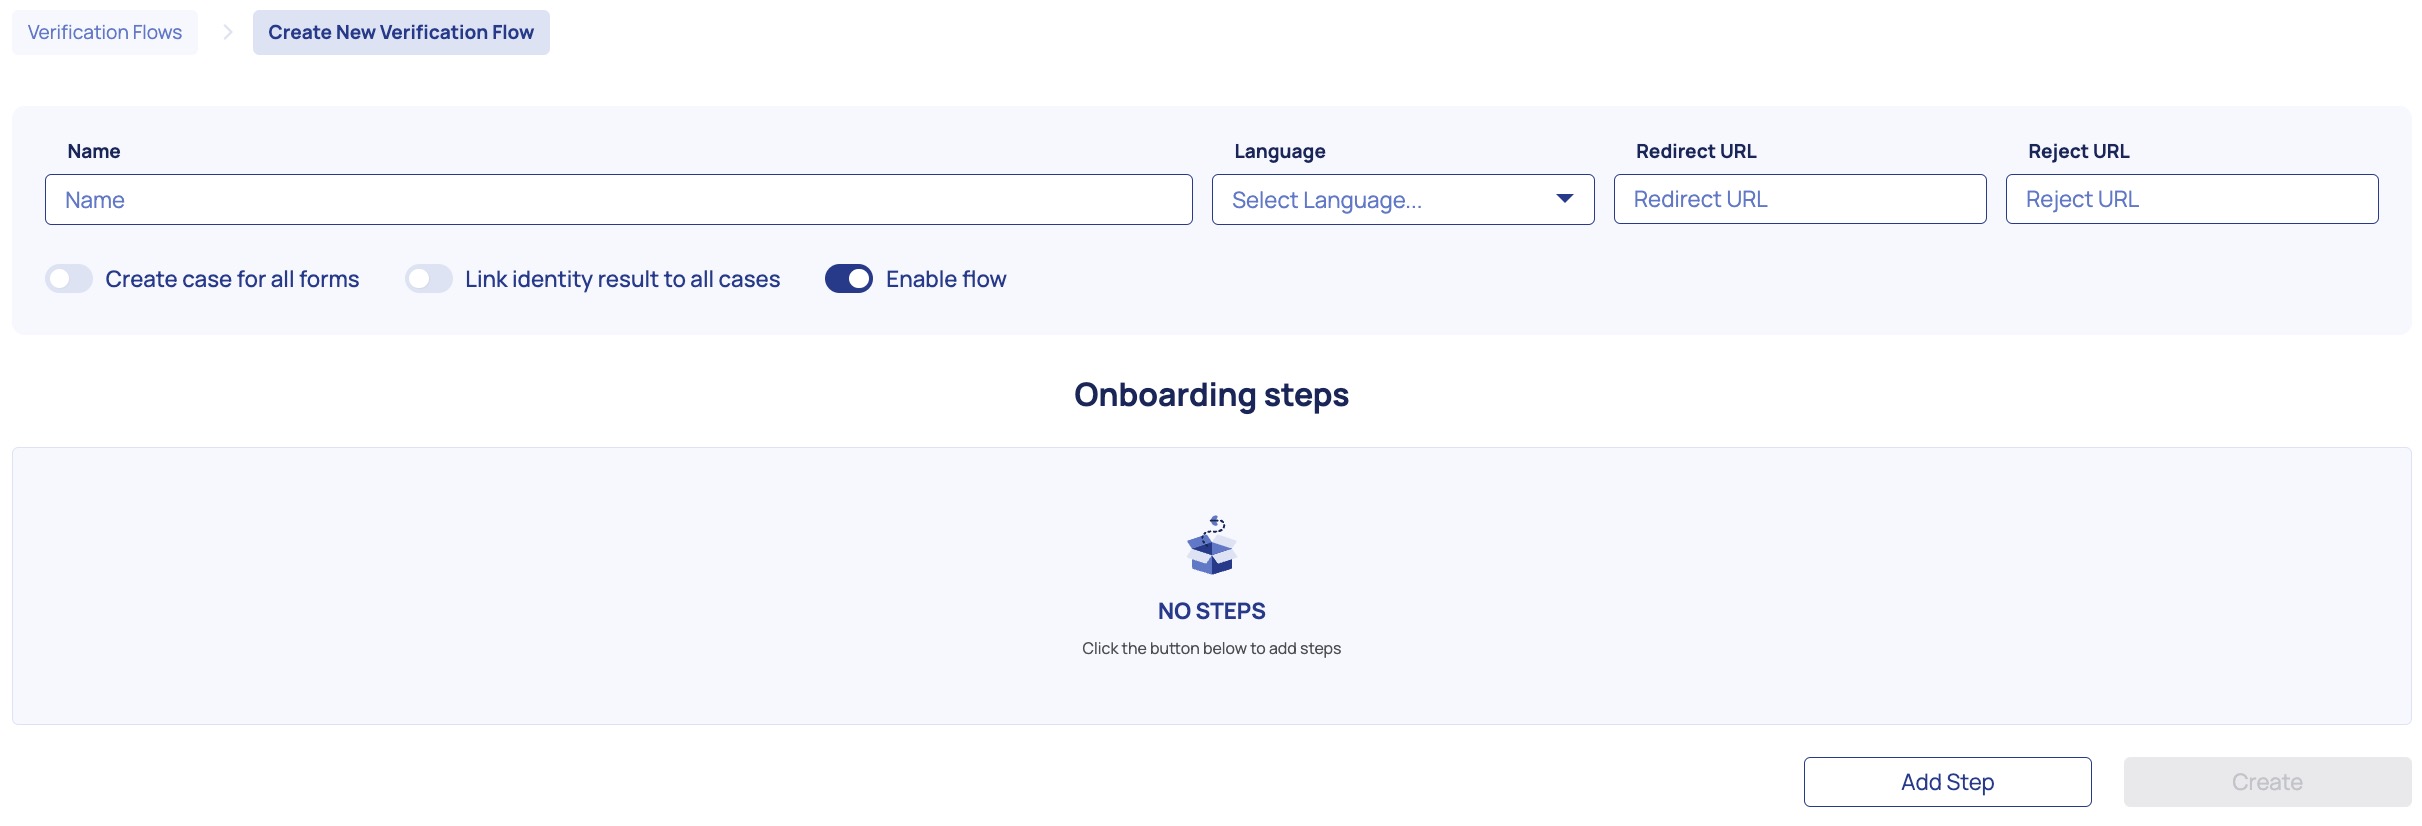 Verification Flows
Create New Verification Flow
Name
Language
Redirect URL
Reject URL
Name
Select Language...
Redirect URL
Reject URL
Create case for all forms
Link identity result to all cases
Enable flow
Onboarding steps
NO STEPS
Click the button below to add steps
Add Step
Create